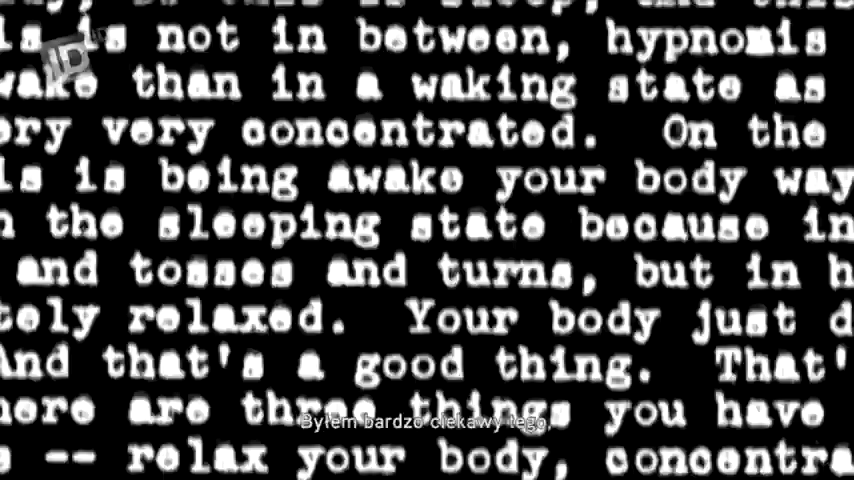 is is not in between, hypnosis
ID
wake than in a waking state as
ery very concentrated. On the
is is being awake your body way
n the sleeping state because in
and tosses and turns, but in h
tely relaxed. Your body just d
And that's a good thing. That'
here are three things you have
Byłem bardzo ciekawy tego,
s -- relax your body, concentra